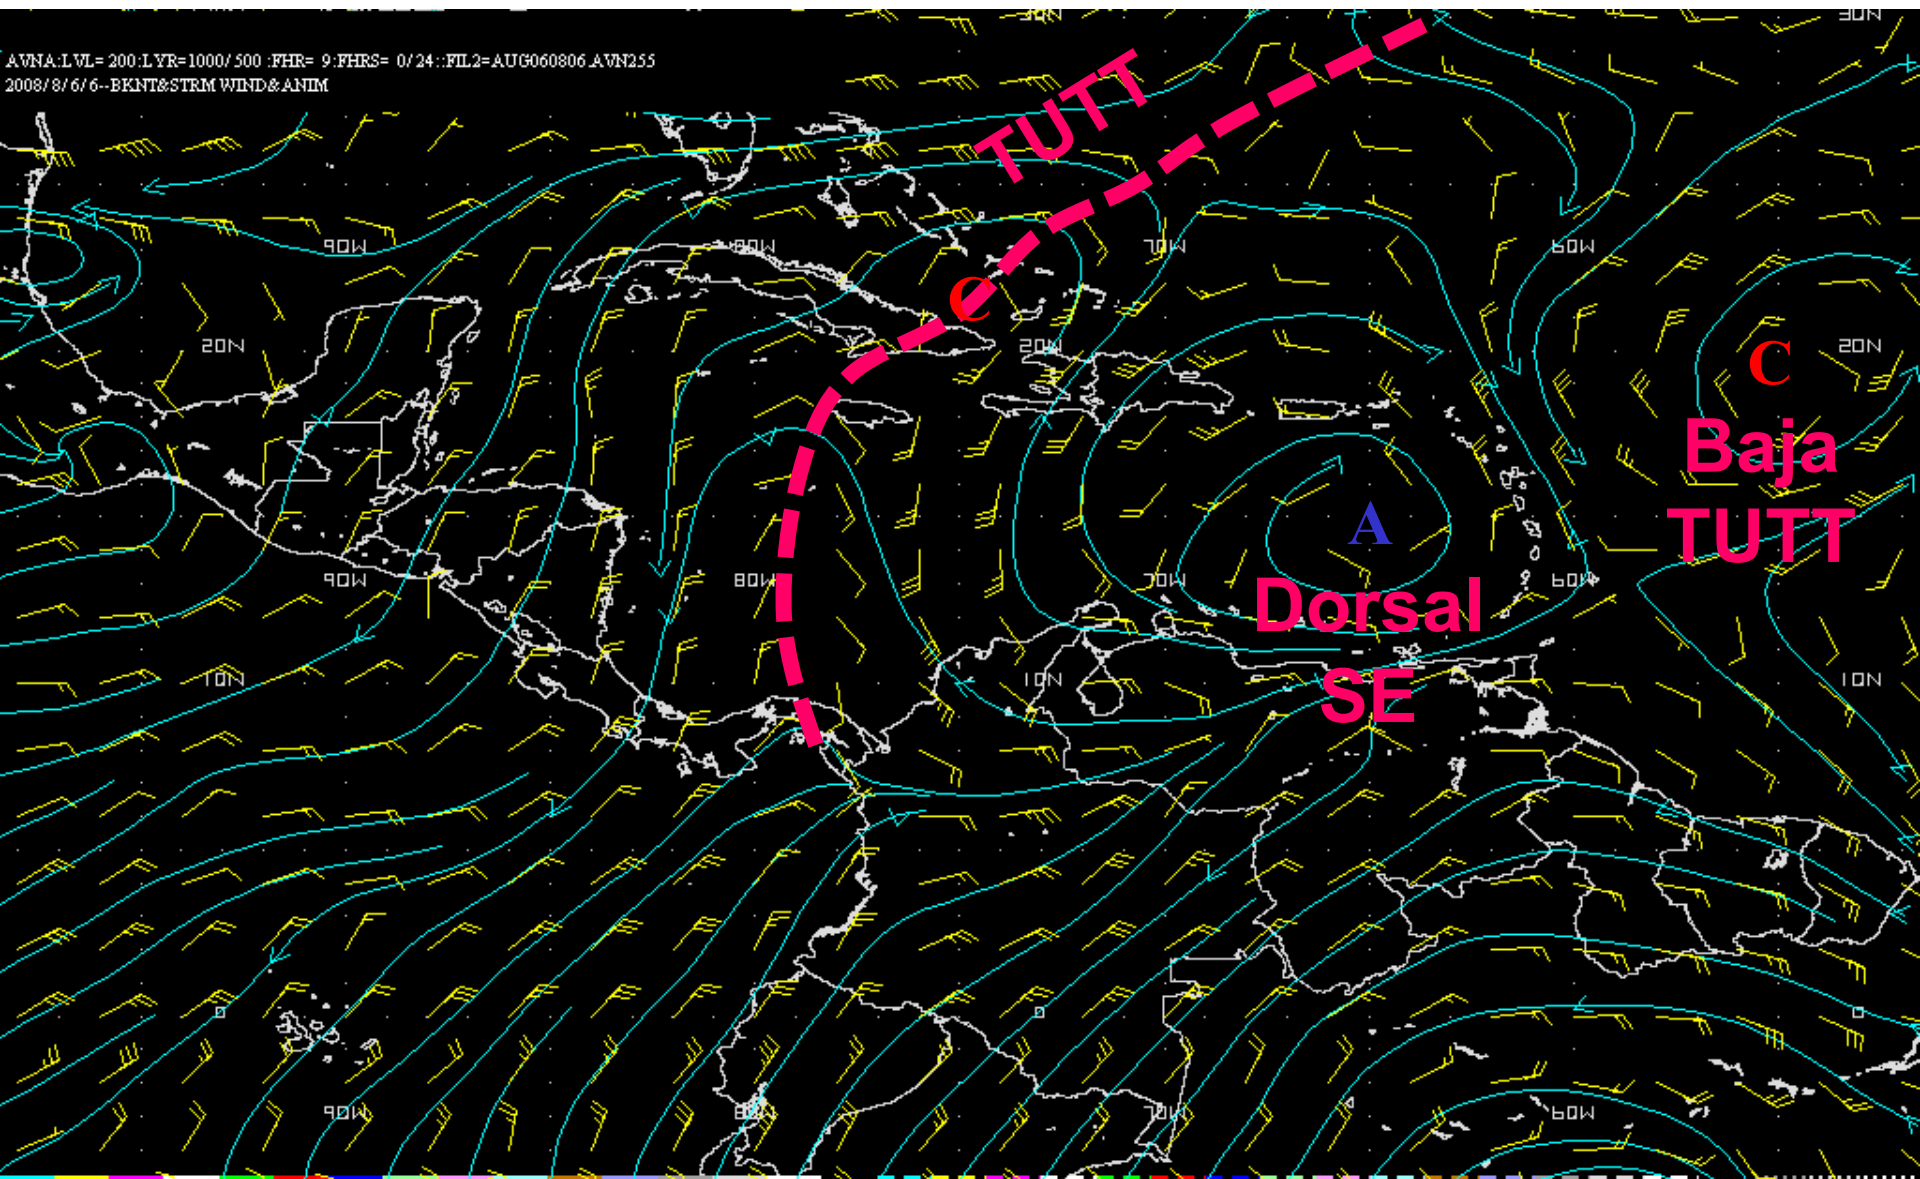 30N 30N
AVNA:LVL= 200:LYR=1000/ 500 :FHR= 9:FHRS= 0/ 24::FIL2=AUG060806.AVN255
2008/ 8/ 6/ 6--BKNT&STRM WIND&ANIM
TUTT
90W 80W 70W 60W
C
20N 20N 20N
C
Baja
TUTT
A
90W 80W 70W 60W
Dorsal
SE
10N 10N 10N
0 0 0
90W 80W 70W 60W